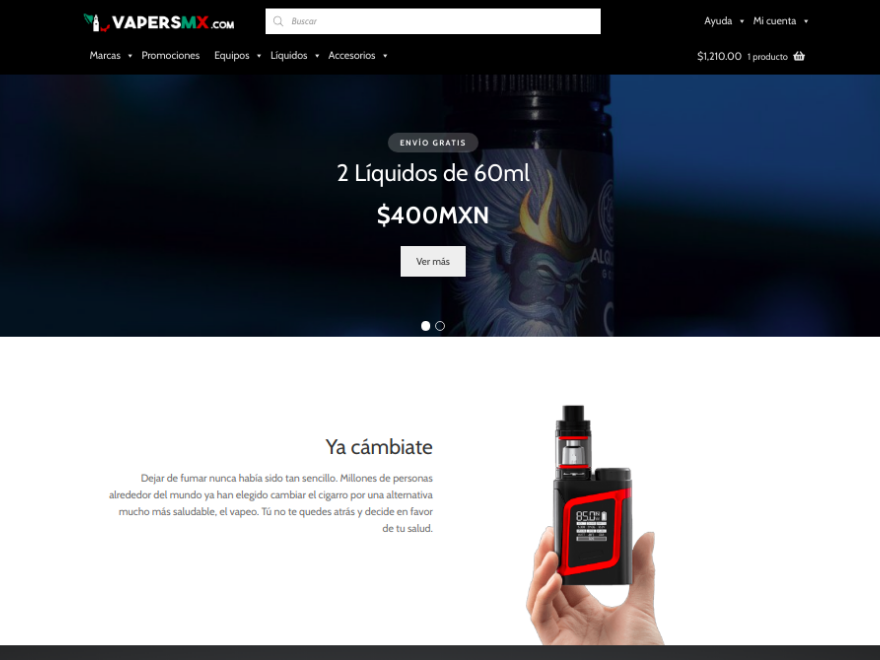 VAPERSMX.COM
Buscar
Ayuda
Mi cuenta
Marcas
Promociones
Equipos
Líquidos
Accesorios
$1,210.00 1 producto
ENVÍO GRATIS
2 Líquidos de 60ml
$400MXN
Ver más
Ya cámbiate
Dejar de fumar nunca había sido tan sencillo. Millones de personas
alrededor del mundo ya han elegido cambiar el cigarro por una alternativa
mucho más saludable, el vapeo. Tú no te quedes atrás y decide en favor
de tu salud.
85.0